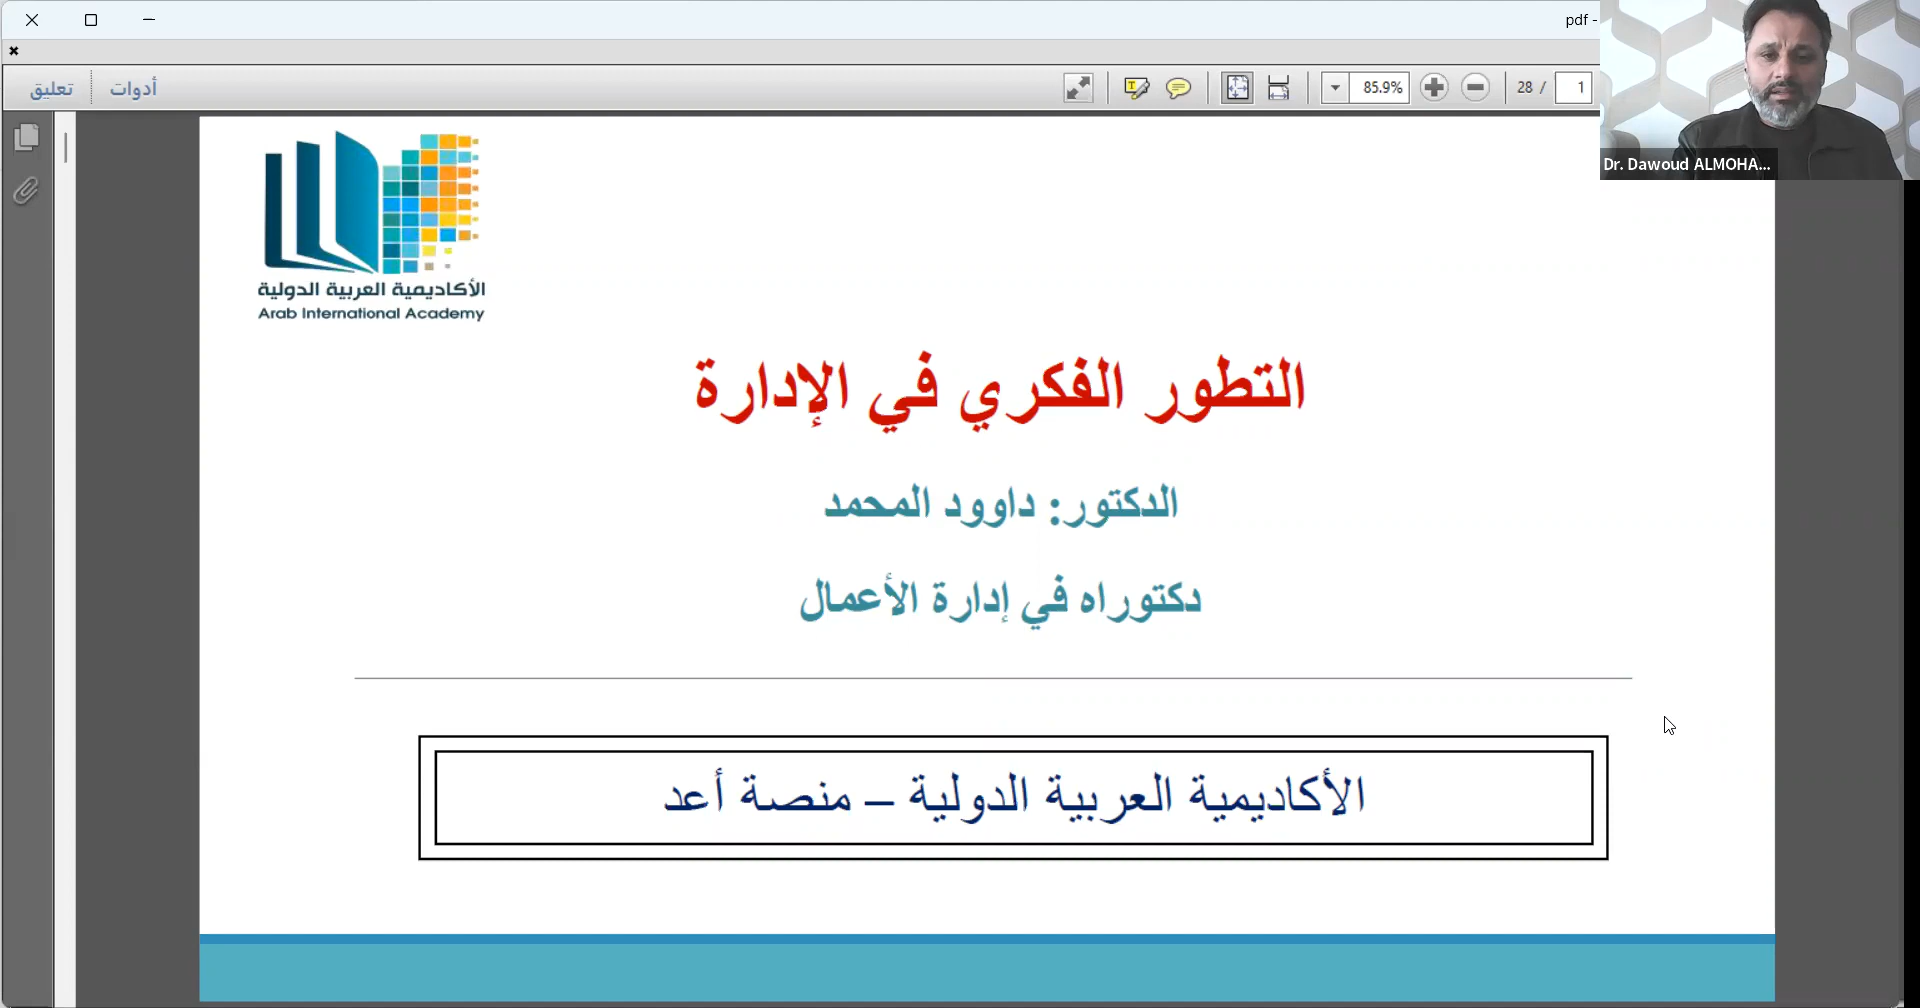 pdf -
تعليق
أدوات
85.9%
28 /
1
Dr. Dawoud ALMOHA...
الأكاديمية العربية الدولية
Arab International Academy
التطور الفكري في الإدارة
الدكتور: داوود المحمد
دكتوراه في إدارة الأعمال
الأكاديمية العربية الدولية – منصة أعد